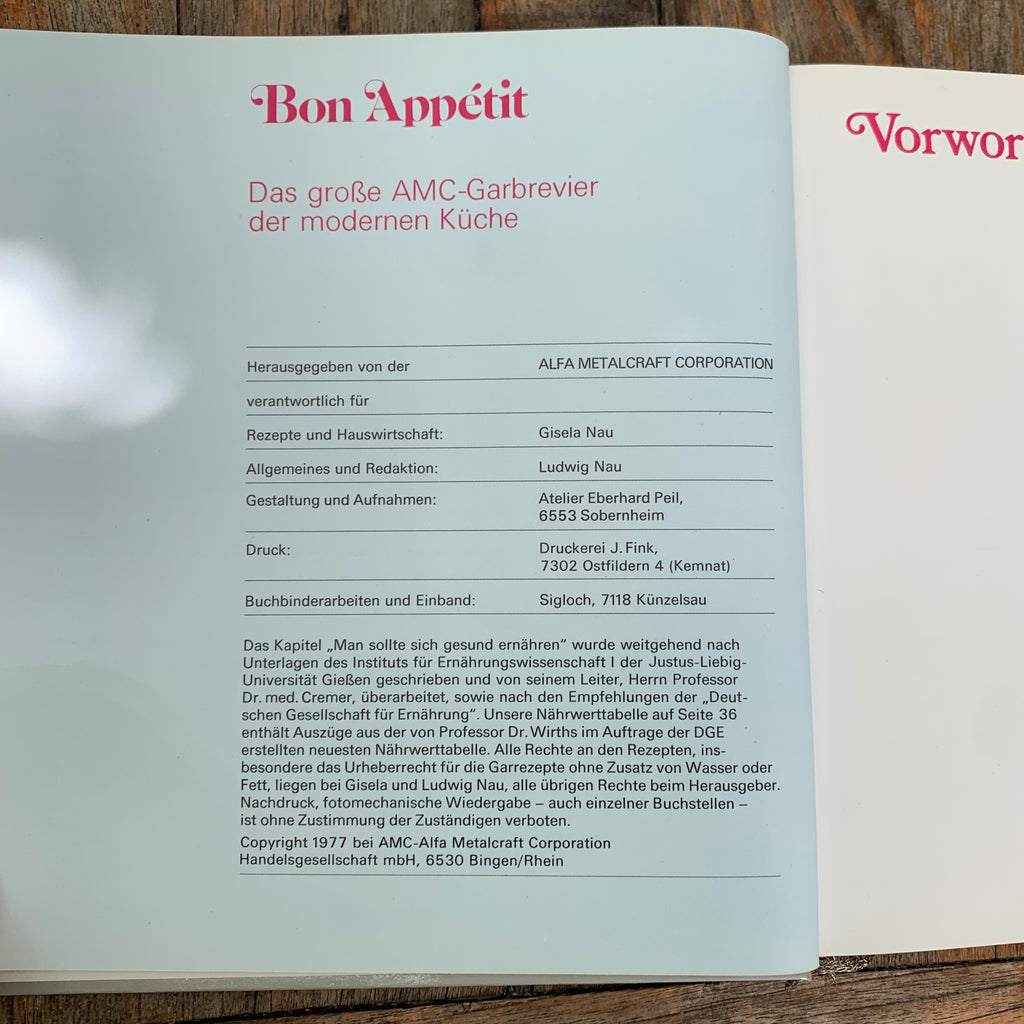 Bon Appétit
Das große AMC-Garbrevier
der modernen Küche
Herausgegeben von der ALFA METALCRAFT CORPORATION
verantwortlich für
Rezepte und Hauswirtschaft: Gisela Nau
Allgemeines und Redaktion: Ludwig Nau
Gestaltung und Aufnahmen: Atelier Eberhard Peil,
6553 Sobernheim
Druck: Druckerei J. Fink,
7302 Ostfildern 4 (Kemnat)
Buchbinderarbeiten und Einband: Sigloch, 7118 Künzelsau
Das Kapitel „Man sollte sich gesund ernähren“ wurde weitgehend nach
Unterlagen des Instituts für Ernährungswissenschaft I der Justus-Liebig-
Universität Gießen geschrieben und von seinem Leiter, Herrn Professor
Dr. med. Cremer, überarbeitet, sowie nach den Empfehlungen der „Deut-
schen Gesellschaft für Ernährung“. Unsere Nährwerttabelle auf Seite 36
enthält Auszüge aus der von Professor Dr. Wirths im Auftrage der DGE
erstellten neuesten Nährwerttabelle. Alle Rechte an den Rezepten, ins-
besondere das Urheberrecht für die Garrezepte ohne Zusatz von Wasser oder
Fett, liegen bei Gisela und Ludwig Nau, alle übrigen Rechte beim Herausgeber.
Nachdruck, fotomechanische Wiedergabe – auch einzelner Buchstellen –
ist ohne Zustimmung der Zuständigen verboten.
Copyright 1977 bei AMC-Alfa Metalcraft Corporation
Handelsgesellschaft mbH, 6530 Bingen/Rhein
Vorwor